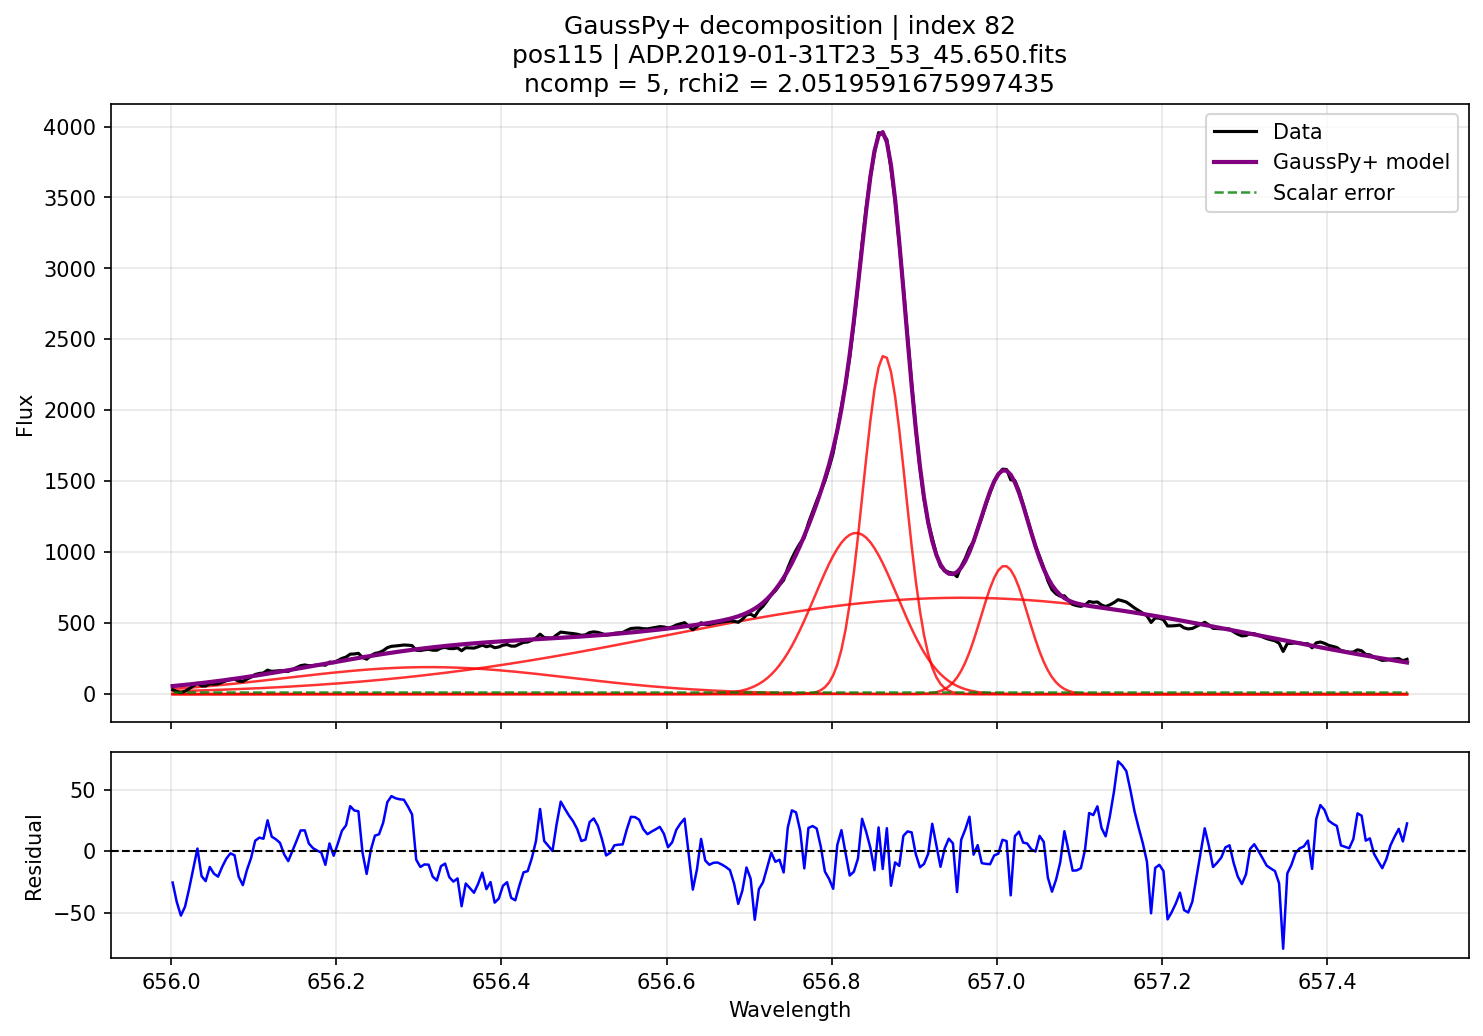 GaussPy+ decomposition | index 82
pos115 | ADP.2019-01-31T23_53_45.650.fits
ncomp = 5, rchi2 = 2.0519591675997435
Data
GaussPy+ model
Scalar error
Flux
4000
3500
3000
2500
2000
1500
1000
500
0
Residual
50
0
−50
656.0
656.2
656.4
656.6
656.8
657.0
657.2
657.4
Wavelength